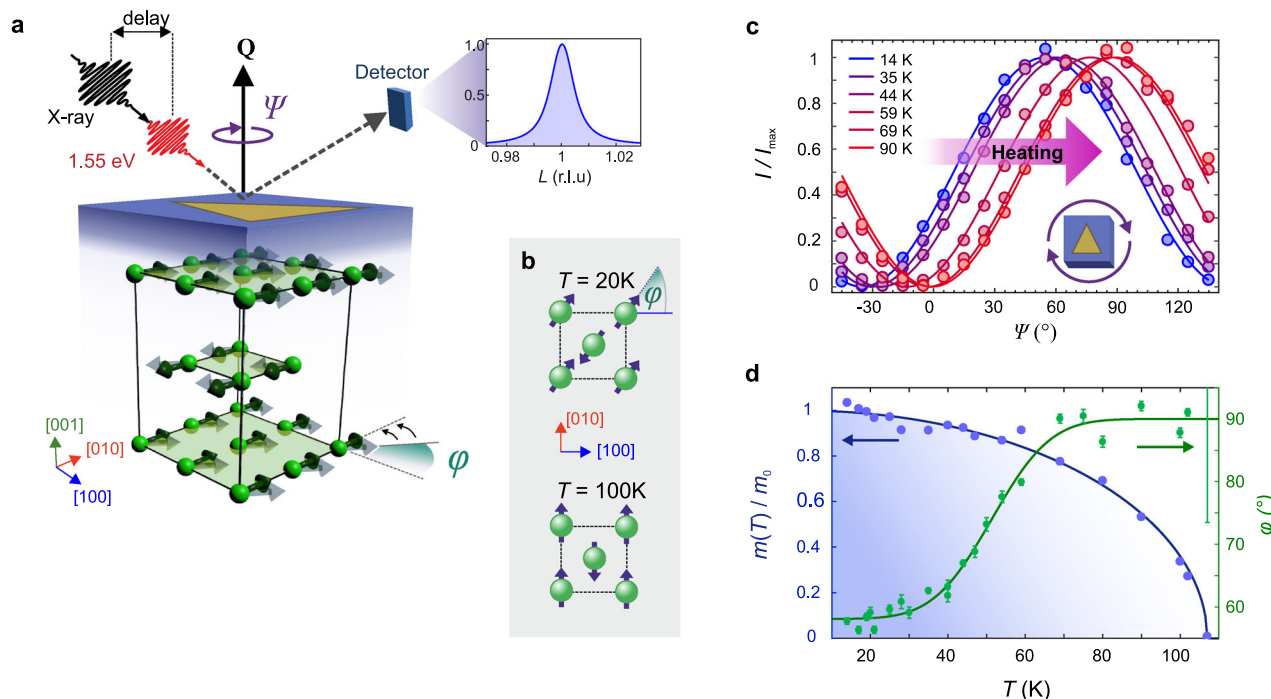 a
delay
X-ray
1.55 eV
Q
Ψ
Detector
1.0
0.5
0
0.98
1
1.02
L (r.l.u)
[001]
[010]
[100]
φ
b
T = 20K
φ
[010]
[100]
T = 100K
c
14 K
35 K
44 K
59 K
69 K
90 K
Heating
I / Imax
1
0.8
0.6
0.4
0.2
0
-30
0
30
60
90
120
Ψ (°)
d
m(T) / m0
1
0.8
0.6
0.4
0.2
0
20
40
60
80
100
T (K)
90
80
70
60
φ (°)